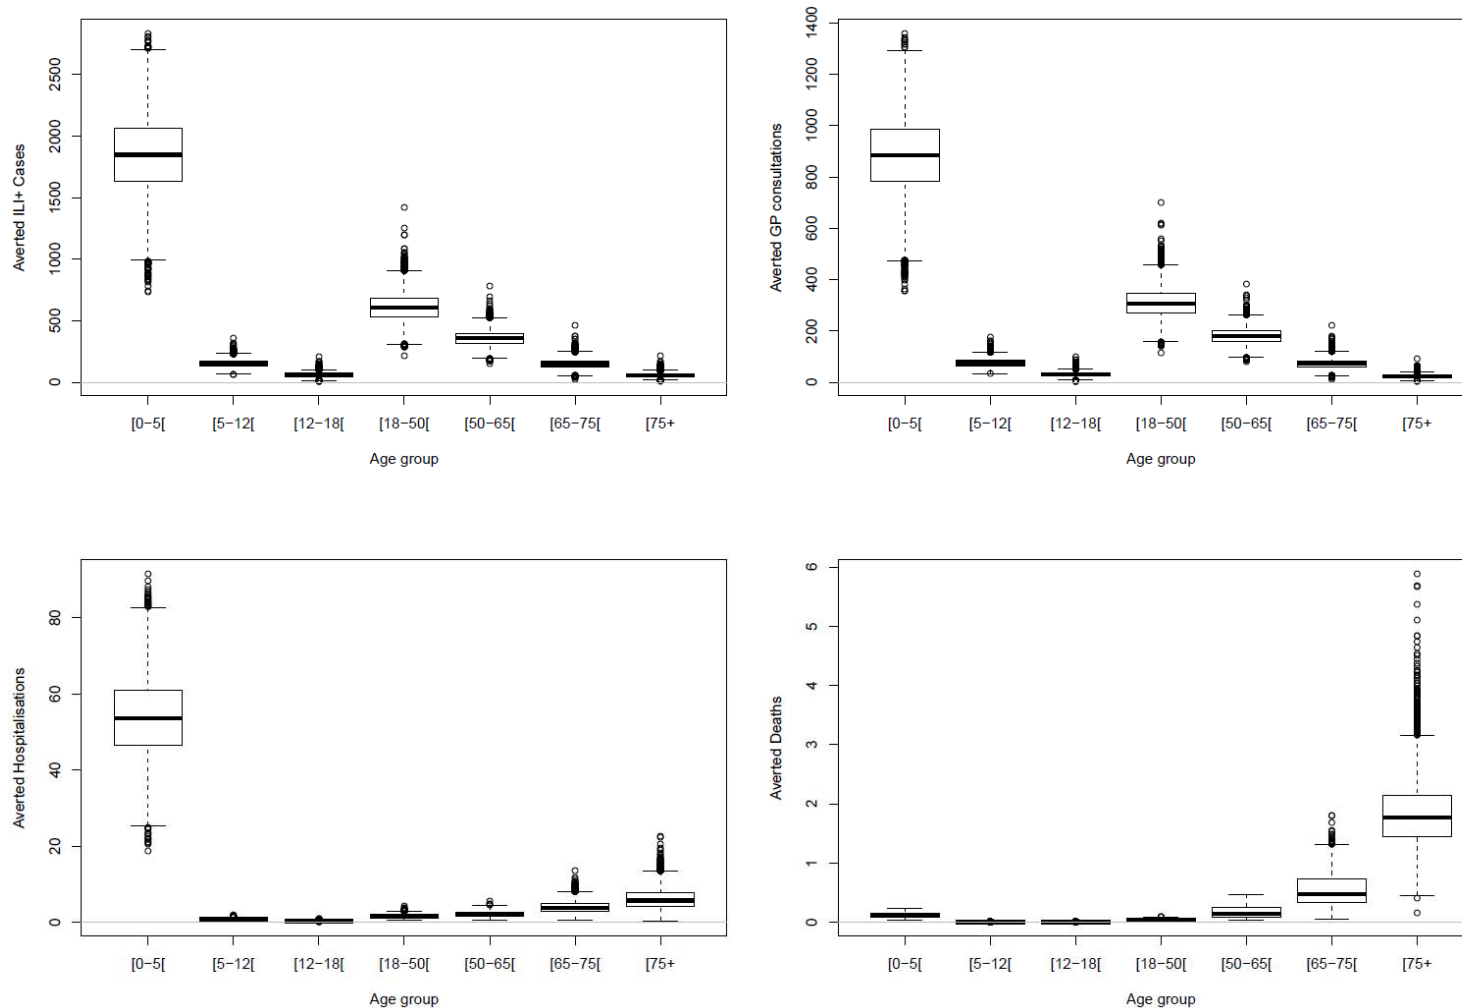 Averted ILI+ Cases
2500
2000
1500
1000
500
0
[0−5[ [5−12[ [12−18[ [18−50[ [50−65[ [65−75[ [75+
Age group
Averted GP consultations
1400
1200
1000
800
600
400
200
0
[0−5[ [5−12[ [12−18[ [18−50[ [50−65[ [65−75[ [75+
Age group
Averted Hospitalisations
80
60
40
20
0
[0−5[ [5−12[ [12−18[ [18−50[ [50−65[ [65−75[ [75+
Age group
Averted Deaths
6
5
4
3
2
1
0
[0−5[ [5−12[ [12−18[ [18−50[ [50−65[ [65−75[ [75+
Age group